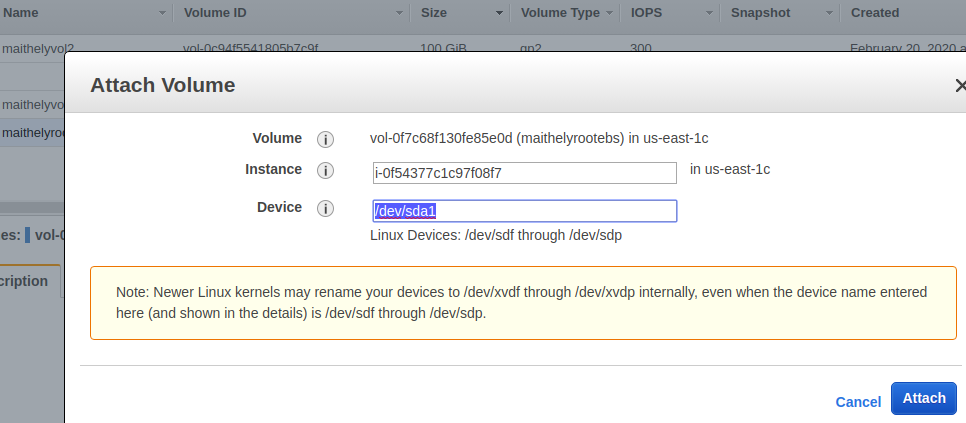 Name Volume ID Size Volume Type IOPS Snapshot Created
maithelyvol2 vol-0c94f5541805b7c9f 100 GiB gp2 300 February 20, 2020 a
maithelyvo
maithelyroo
Attach Volume
Volume i vol-0f7c68f130fe85e0d (maithelyrootebs) in us-east-1c
Instance i i-0f54377c1c97f08f7 in us-east-1c
Device i /dev/sda1
Linux Devices: /dev/sdf through /dev/sdp
es: vol-0
cription
Note: Newer Linux kernels may rename your devices to /dev/xvdf through /dev/xvdp internally, even when the device name entered
here (and shown in the details) is /dev/sdf through /dev/sdp.
Cancel Attach